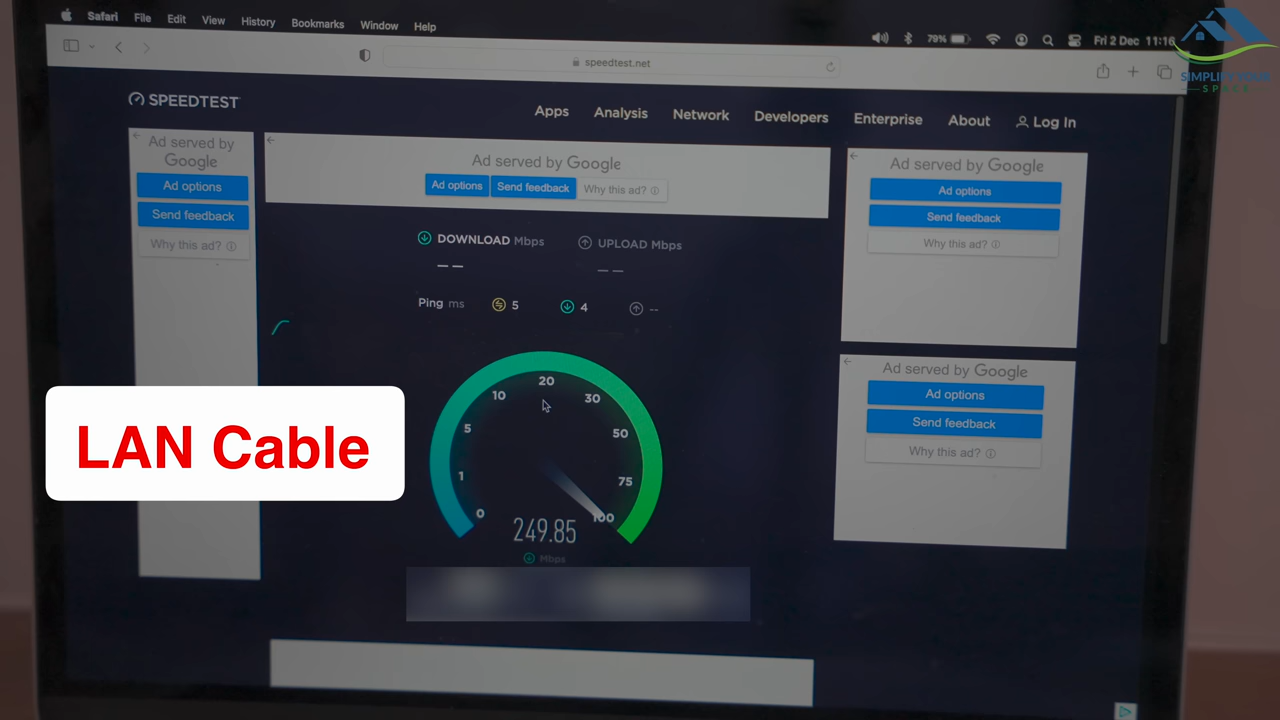 Safari File Edit View History Bookmarks Window Help
79% Fri 2 Dec 11:16
speedtest.net
SIMPLIFY YOUR
SPACE
SPEEDTEST
Apps Analysis Network Developers Enterprise About Log In
Ad served by
Google
Ad options
Send feedback
Why this ad?
Ad served by Google
Ad options Send feedback Why this ad?
Ad served by Google
Ad options
Send feedback
Why this ad?
DOWNLOAD Mbps UPLOAD Mbps
Ping ms 5 4 --
0 1 5 10 20 30 50 75 100
249.85
Mbps
Ad served by Google
Ad options
Send feedback
Why this ad?
LAN Cable